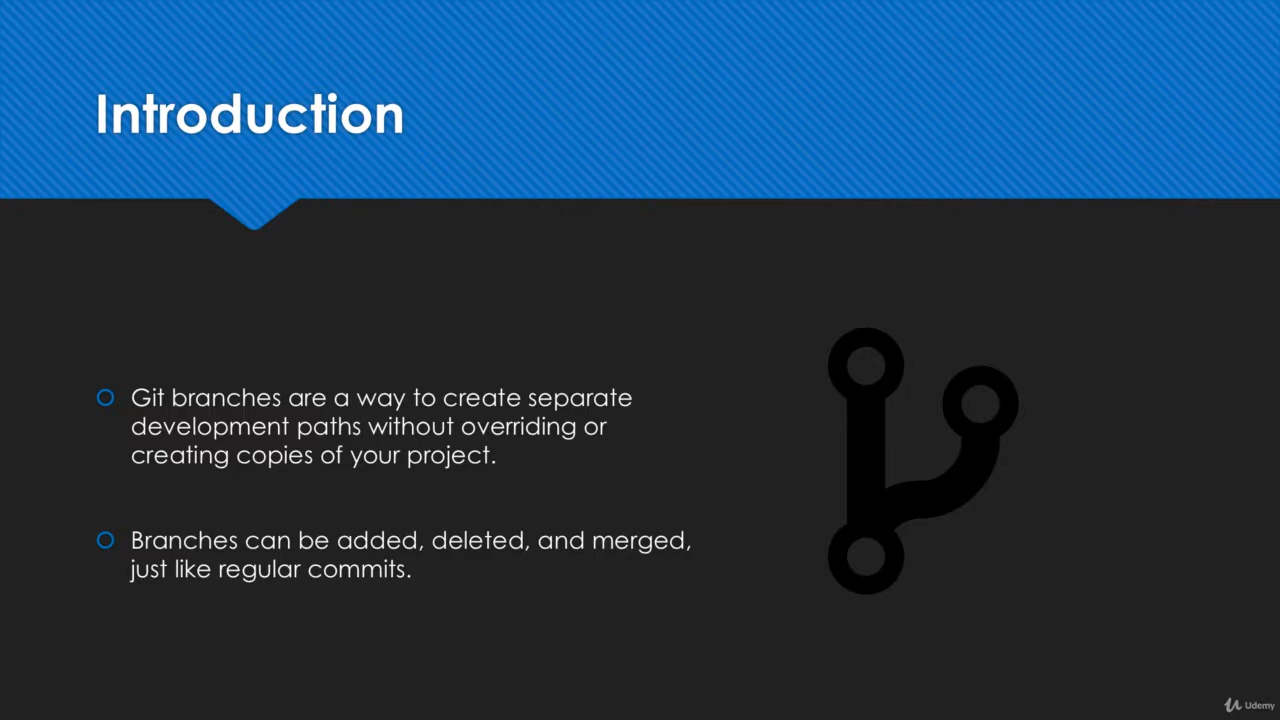 Introduction
Git branches are a way to create separate
development paths without overriding or
creating copies of your project.
Branches can be added, deleted, and merged,
just like regular commits.
Udemy